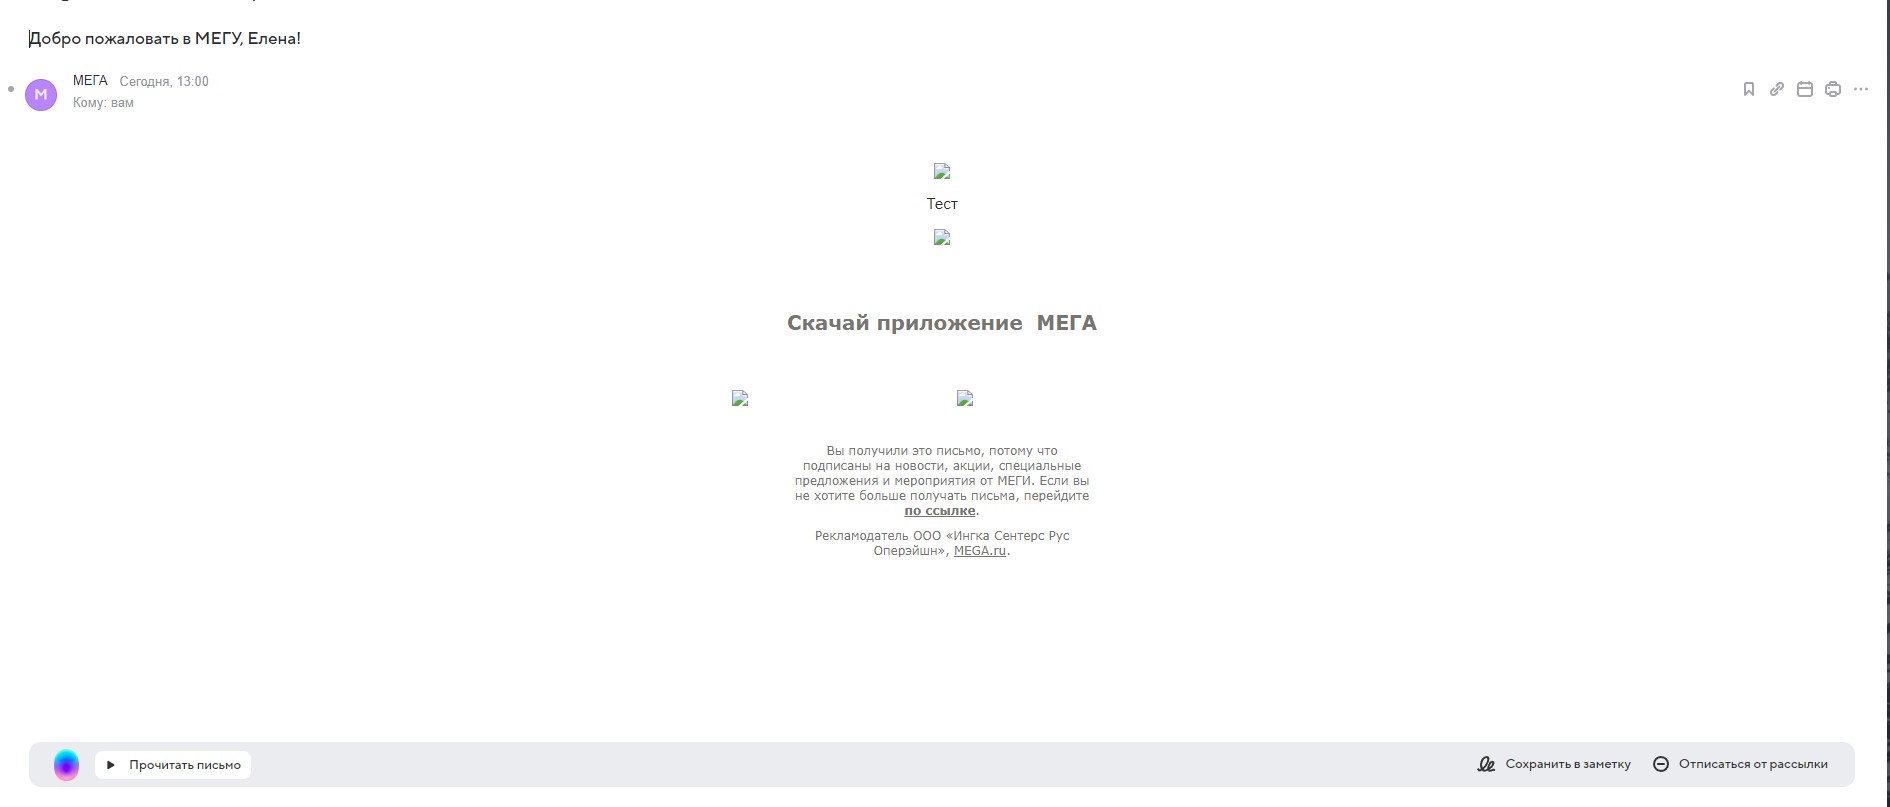 Добро пожаловать в МЕГУ, Елена!
МЕГА Сегодня, 13:00
М
Кому: вам
Тест
Скачай приложение МЕГА
Вы получили это письмо, потому что
подписаны на новости, акции, специальные
предложения и мероприятия от МЕГИ. Если вы
не хотите больше получать письма, перейдите
по ссылке.
Рекламодатель ООО «Ингка Сентерс Рус
Оперэйшн», MEGA.ru.
Прочитать письмо
Сохранить в заметку
Отписаться от рассылки